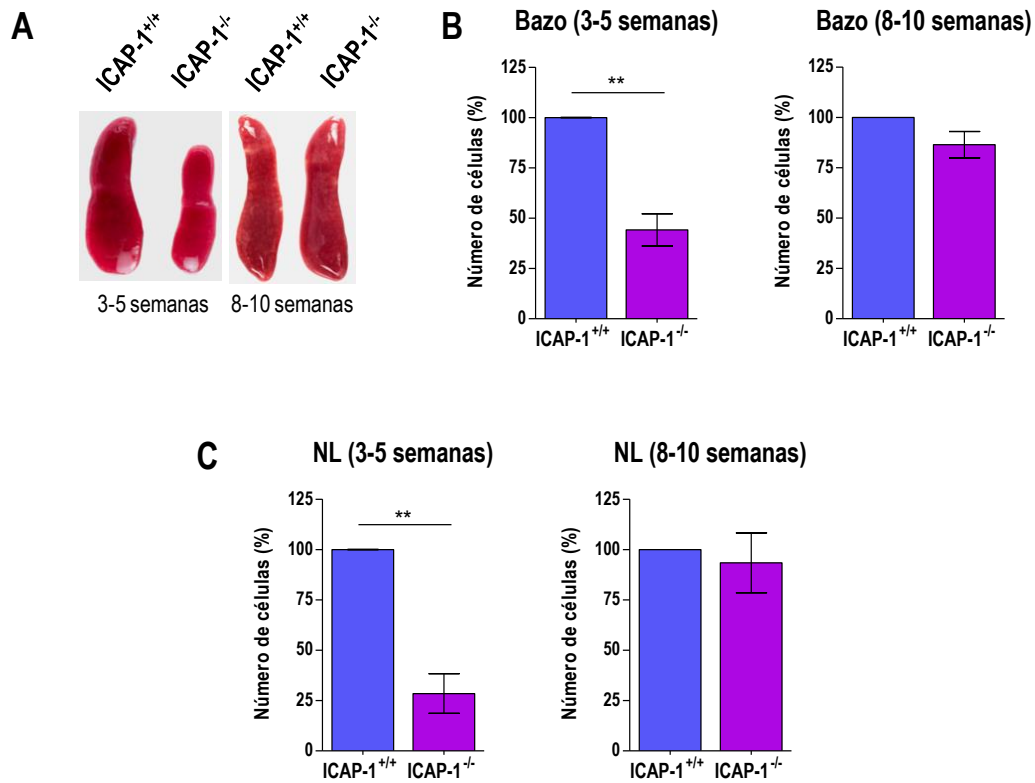 A
ICAP-1+/+
ICAP-1-/-
ICAP-1+/+
ICAP-1-/-
3-5 semanas
8-10 semanas
B
Bazo (3-5 semanas)
Número de células (%)
125
100
75
50
25
0
**
ICAP-1+/+
ICAP-1-/-
Bazo (8-10 semanas)
Número de células (%)
125
100
75
50
25
0
ICAP-1+/+
ICAP-1-/-
C
NL (3-5 semanas)
Número de células (%)
125
100
75
50
25
0
**
ICAP-1+/+
ICAP-1-/-
NL (8-10 semanas)
Número de células (%)
125
100
75
50
25
0
ICAP-1+/+
ICAP-1-/-